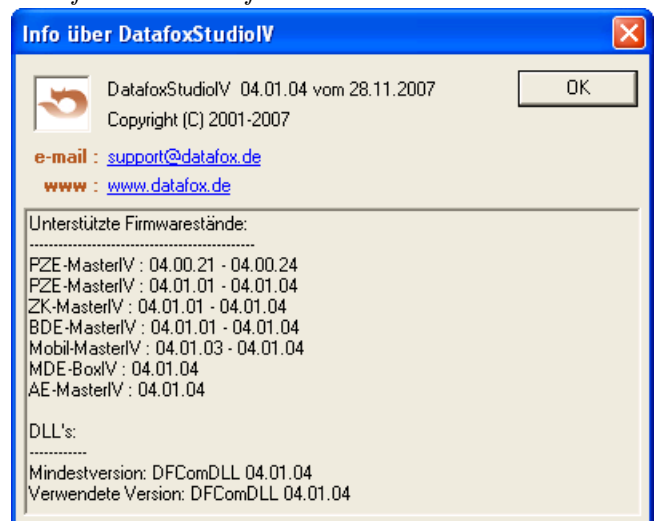 Info über DatafoxStudioIV
DatafoxStudioIV 04.01.04 vom 28.11.2007
OK
Copyright (C) 2001-2007
e-mail : support@datafox.de
www : www.datafox.de
Unterstützte Firmwarestände:
----------------------------------------------
PZE-MasterIV : 04.00.21 - 04.00.24
PZE-MasterIV : 04.01.01 - 04.01.04
ZK-MasterIV : 04.01.01 - 04.01.04
BDE-MasterIV : 04.01.01 - 04.01.04
Mobil-MasterIV : 04.01.03 - 04.01.04
MDE-BoxIV : 04.01.04
AE-MasterIV : 04.01.04
DLL's:
------------
Mindestversion: DFComDLL 04.01.04
Verwendete Version: DFComDLL 04.01.04